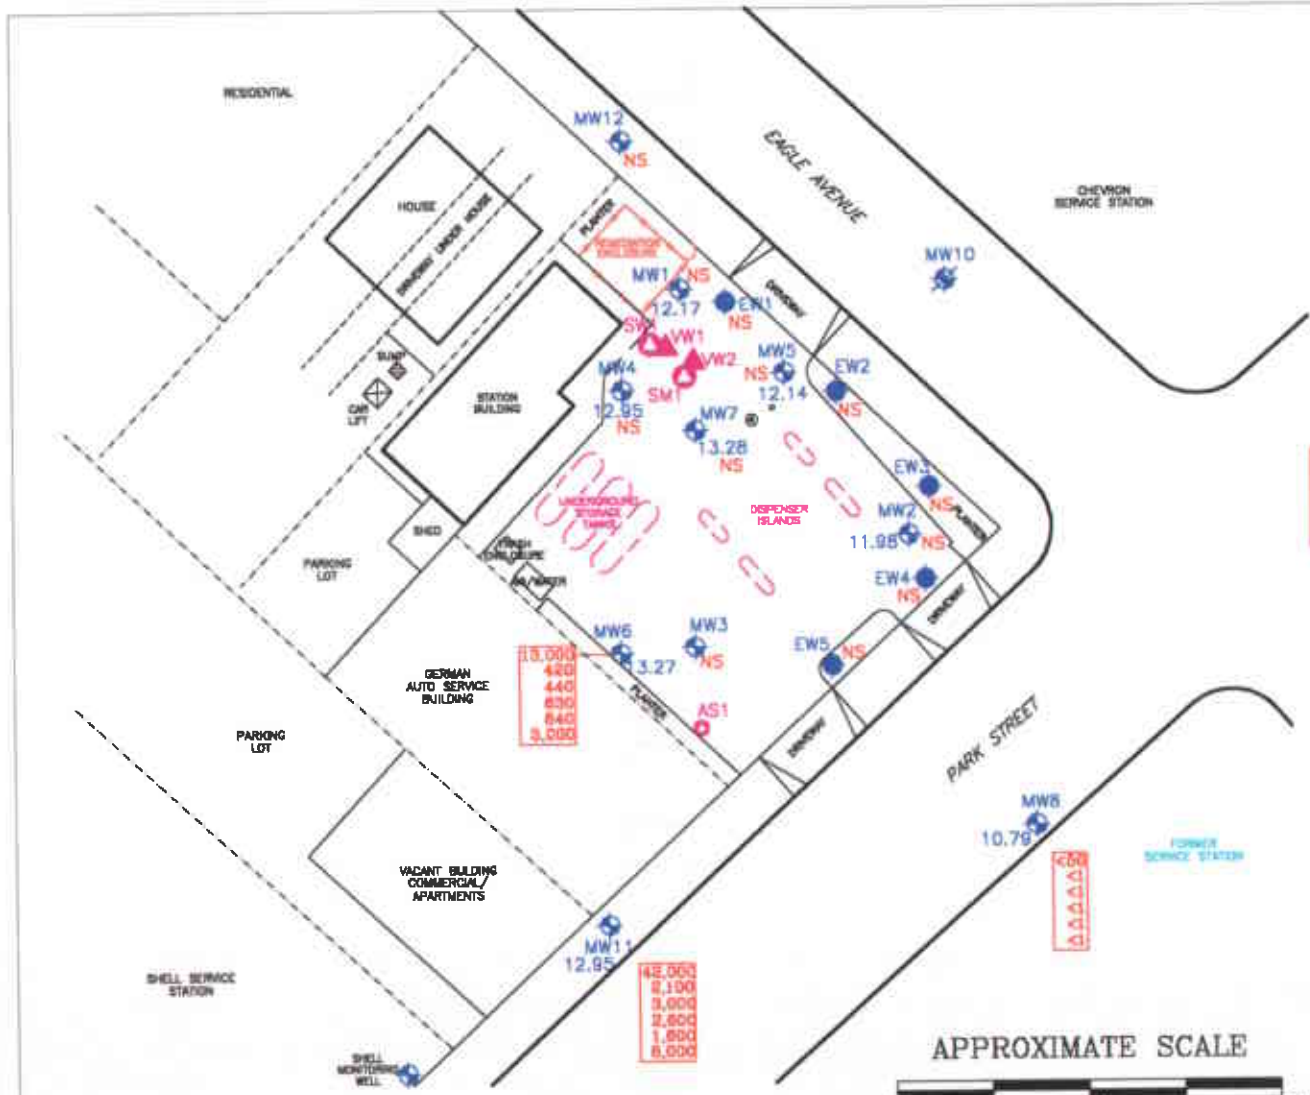 RESIDENTIAL
MW12
NS
EAGLE AVENUE
CHEVRON
SERVICE STATION
HOUSE
DRIVEWAY UNDER HOUSE
PLANTER
REMEDIATION
ENCLOSURE
MW1
NS
12.17
EW1
NS
DRIVEWAY
MW10
VW1
VW2
SM1
MW4
12.95
NS
MW5
NS
12.14
EW2
NS
SUMP
CAR
LIFT
STATION
BUILDING
MW7
13.28
NS
UNDERGROUND
STORAGE
TANKS
DISPENSER
ISLANDS
EW3
NS
PLANTER
MW2
11.98
NS
EW4
NS
DRIVEWAY
SHED
TRASH
ENCLOSURE
AIR/WATER
PARKING
LOT
MW6
13.27
MW3
NS
EW5
NS
13,000
420
440
630
840
3,000
PLANTER
AS1
DRIVEWAY
GERMAN
AUTO SERVICE
BUILDING
PARKING
LOT
PARK STREET
MW8
10.79
<50
FORMER
SERVICE STATION
VACANT BUILDING
COMMERCIAL/
APARTMENTS
MW11
12.95
42,000
2,100
3,000
2,600
1,600
6,000
SHELL SERVICE
STATION
SHELL
MONITORING
WELL
APPROXIMATE SCALE